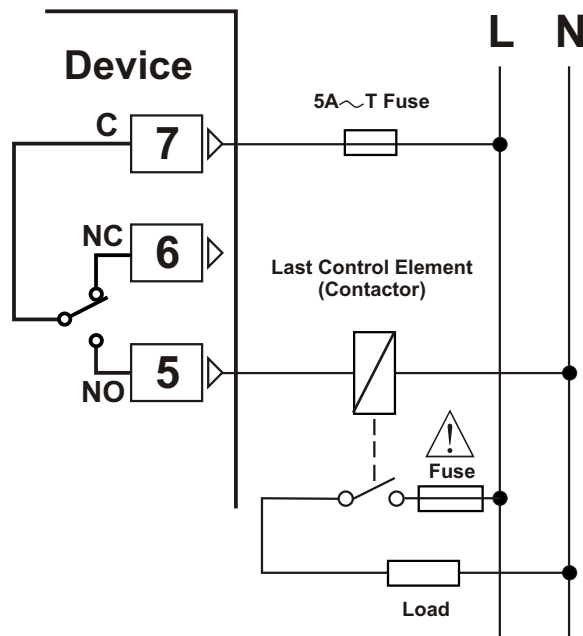 L N
Device
5A~T Fuse
C
7
NC
6
Last Control Element
(Contactor)
5
NO
!
Fuse
Load